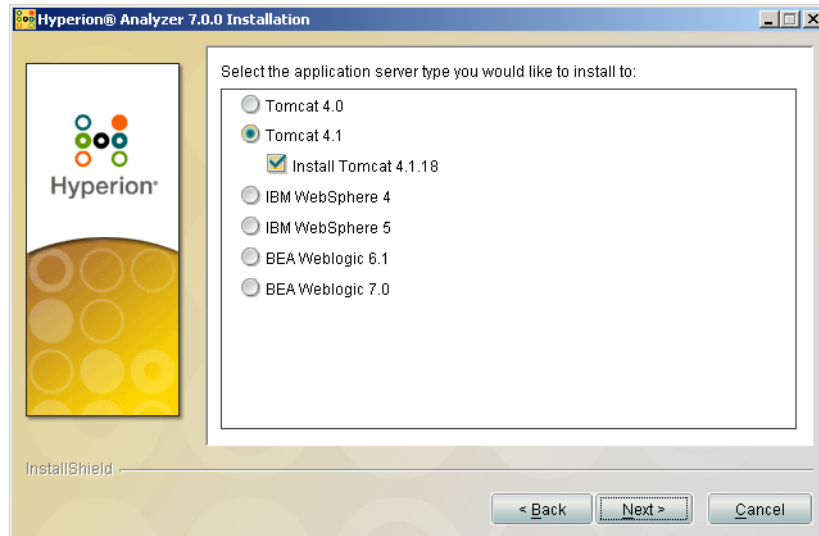 Hyperion® Analyzer 7.0.0 Installation
Select the application server type you would like to install to:
Tomcat 4.0
Tomcat 4.1
Install Tomcat 4.1.18
IBM WebSphere 4
IBM WebSphere 5
BEA Weblogic 6.1
BEA Weblogic 7.0
Hyperion®
InstallShield
< Back
Next >
Cancel